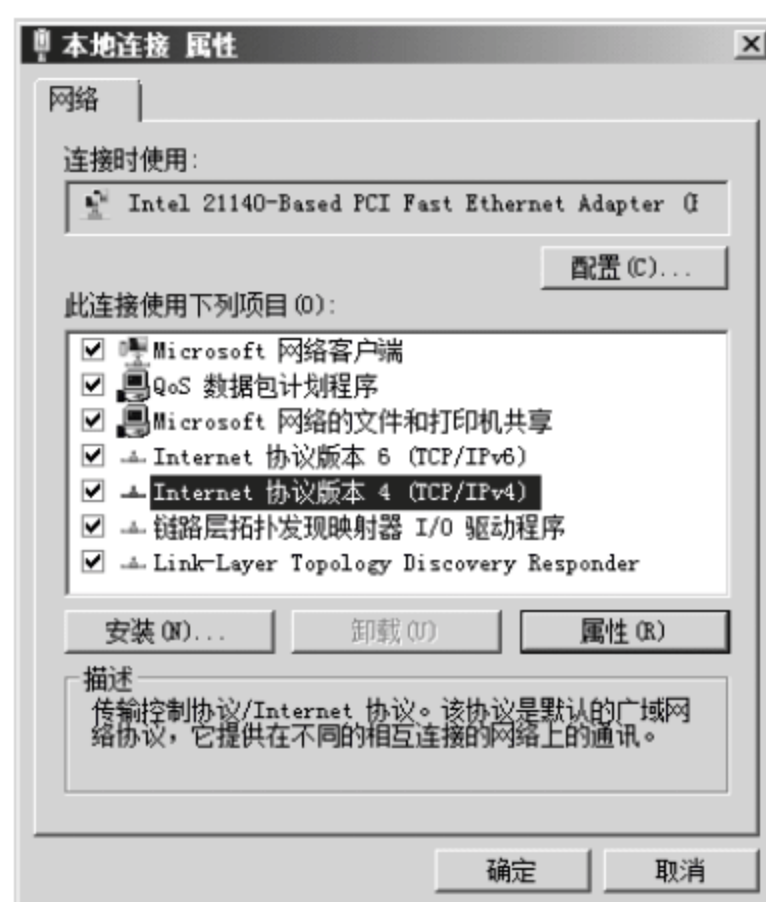 本地连接 属性
网络
连接时使用:
Intel 21140-Based PCI Fast Ethernet Adapter (
配置(C)...
此连接使用下列项目(O):
Microsoft 网络客户端
QoS 数据包计划程序
Microsoft 网络的文件和打印机共享
Internet 协议版本 6 (TCP/IPv6)
Internet 协议版本 4 (TCP/IPv4)
链路层拓扑发现映射器 I/O 驱动程序
Link-Layer Topology Discovery Responder
安装(N)... 卸载(U) 属性(R)
描述
传输控制协议/Internet 协议。该协议是默认的广域网
络协议，它提供在不同的相互连接的网络上的通讯。
确定 取消